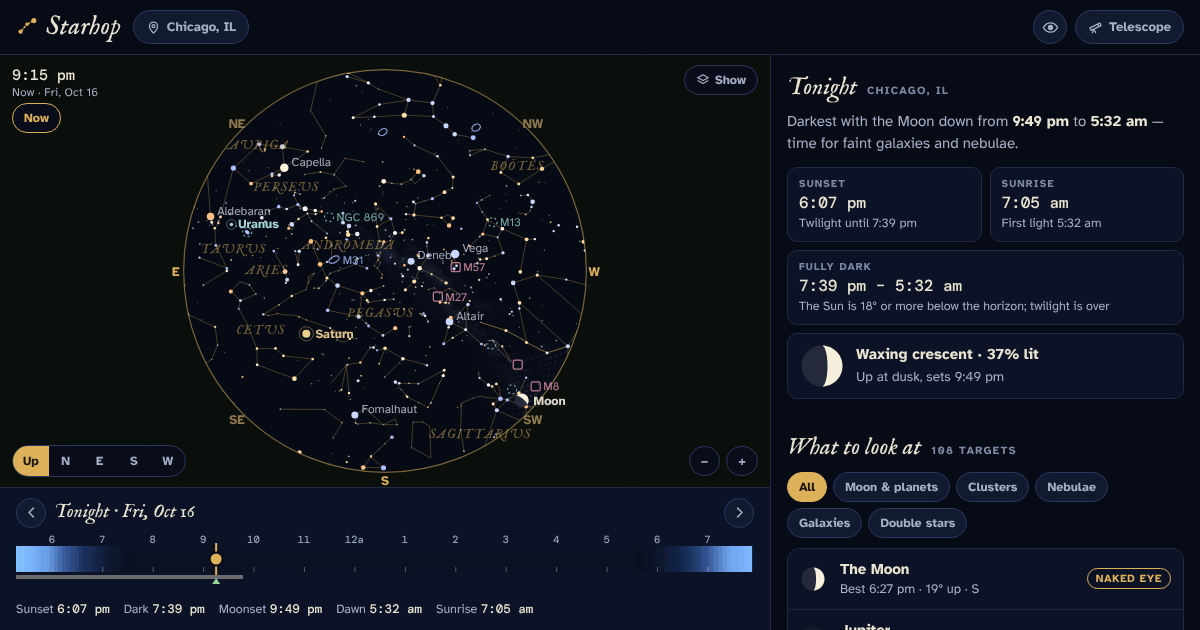 Starhop
Chicago, IL
Telescope
9:15 pm
Now · Fri, Oct 16
Now
Show
NE
NW
AURIGA
Capella
BOÖTES
PERSEUS
Aldebaran
Uranus
NGC 869
M13
TAURUS
ANDROMEDA
Vega
Deneb
M31
M57
ARIES
E
W
M27
PEGASUS
Altair
CETUS
Saturn
M8
Moon
Fomalhaut
SE
SW
SAGITTARIUS
S
Up
N
E
S
W
−
+
Tonight · Fri, Oct 16
6 7 8 9 10 11 12a 1 2 3 4 5 6 7
Sunset 6:07 pm Dark 7:39 pm Moonset 9:49 pm Dawn 5:32 am Sunrise 7:05 am
Tonight CHICAGO, IL
Darkest with the Moon down from 9:49 pm to 5:32 am —
time for faint galaxies and nebulae.
SUNSET
6:07 pm
Twilight until 7:39 pm
SUNRISE
7:05 am
First light 5:32 am
FULLY DARK
7:39 pm – 5:32 am
The Sun is 18° or more below the horizon; twilight is over
Waxing crescent · 37% lit
Up at dusk, sets 9:49 pm
What to look at 108 TARGETS
All
Moon & planets
Clusters
Nebulae
Galaxies
Double stars
The Moon
Best 6:27 pm · 19° up · S
NAKED EYE
Jupiter